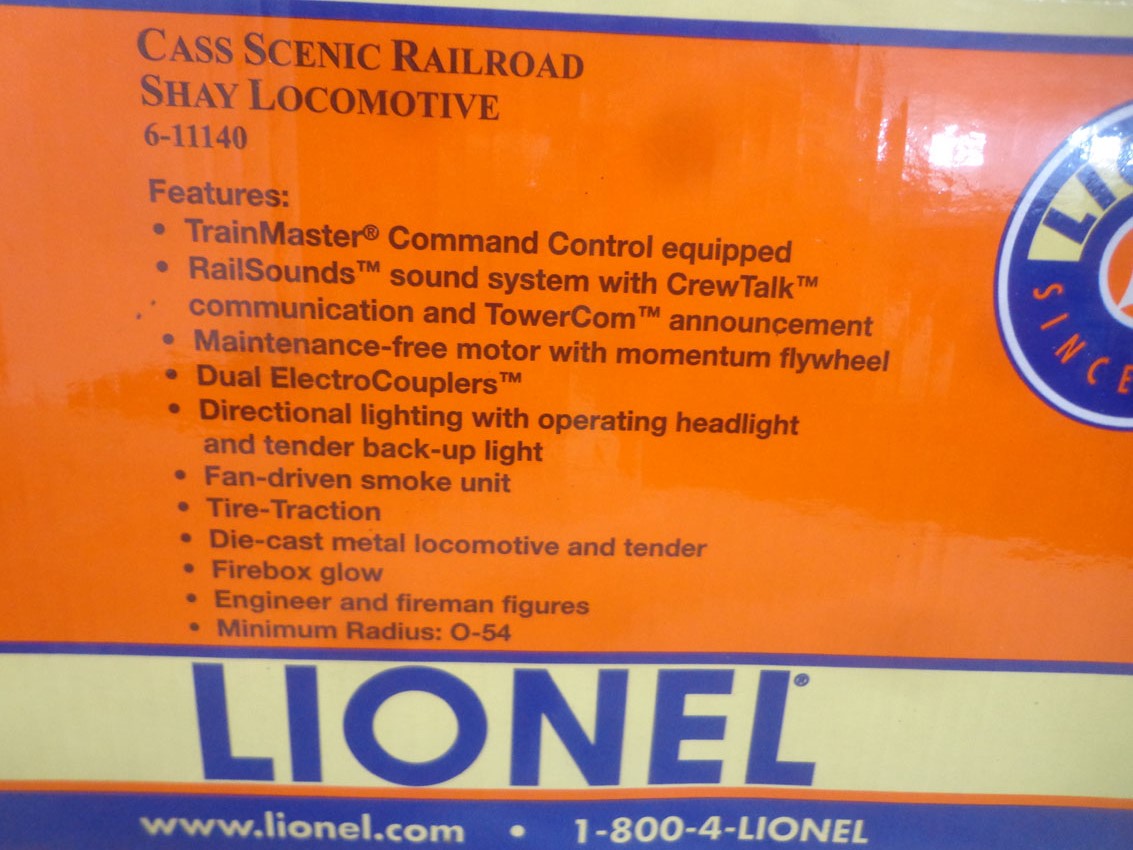 CASS SCENIC RAILROAD
SHAY LOCOMOTIVE
6-11140
Features:
• TrainMaster® Command Control equipped
• RailSounds™ sound system with CrewTalk™
communication and TowerCom™ announcement
• Maintenance-free motor with momentum flywheel
• Dual ElectroCouplers™
• Directional lighting with operating headlight
and tender back-up light
• Fan-driven smoke unit
• Tire-Traction
• Die-cast metal locomotive and tender
• Firebox glow
• Engineer and fireman figures
• Minimum Radius: O-54
SINCE
LIONEL®
www.lionel.com • 1-800-4-LIONEL